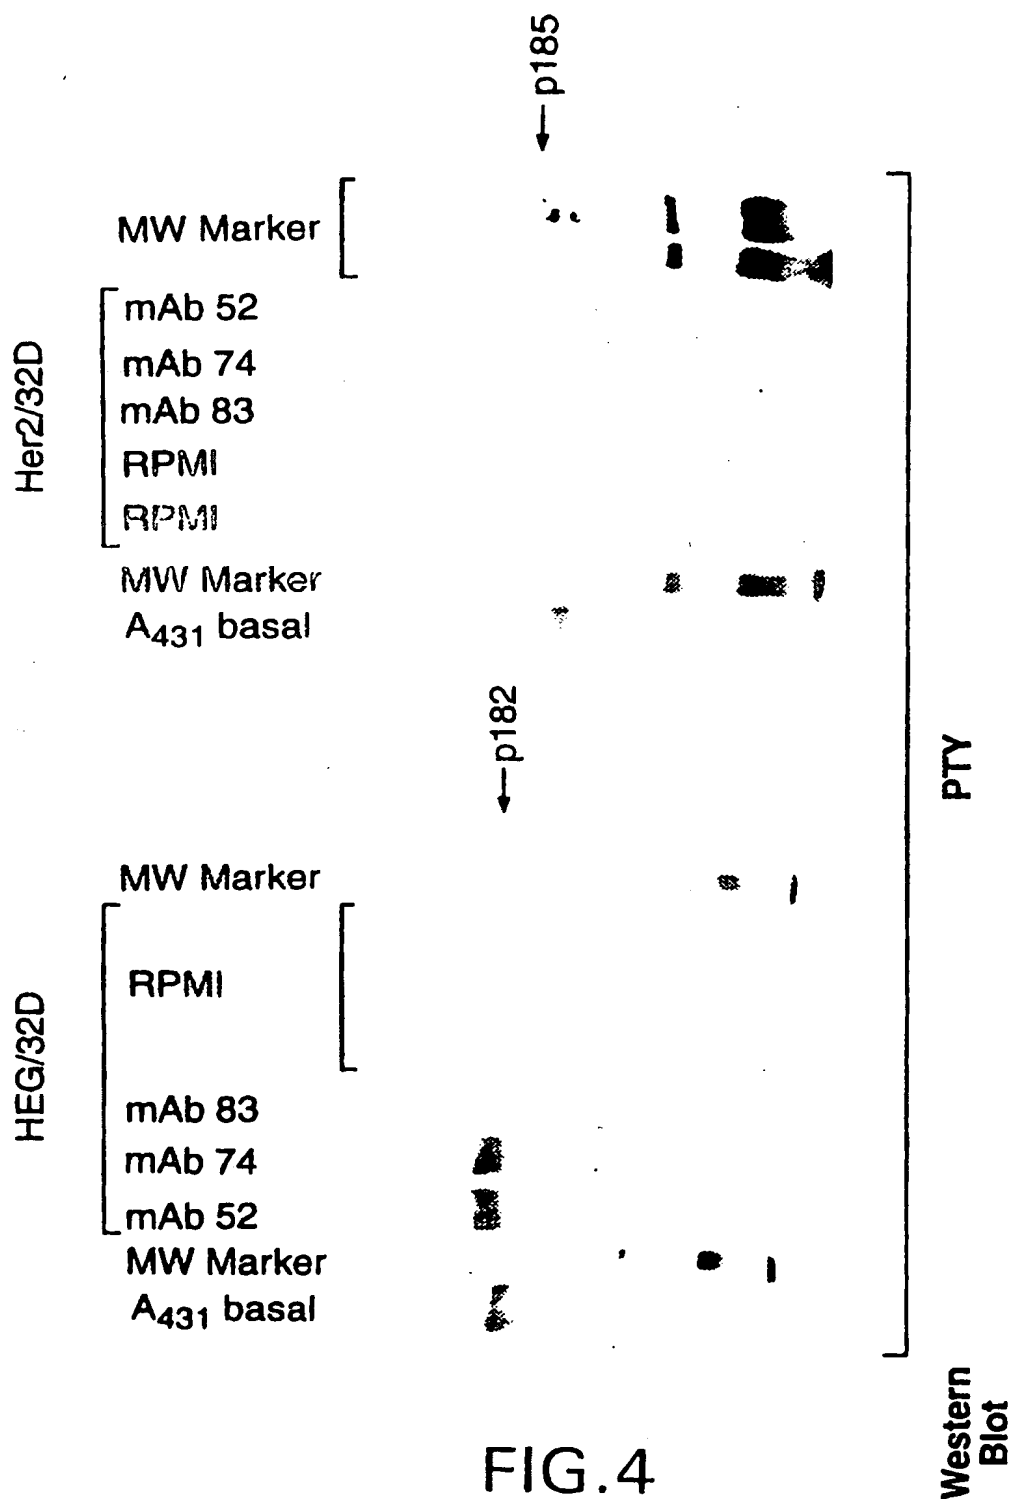 p185
MW Marker
Her2/32D
mAb 52
mAb 74
mAb 83
RPMI
RPMI
MW Marker
A431 basal
p182
PTY
MW Marker
HEG/32D
RPMI
mAb 83
mAb 74
mAb 52
MW Marker
A431 basal
Western
Blot
FIG.4